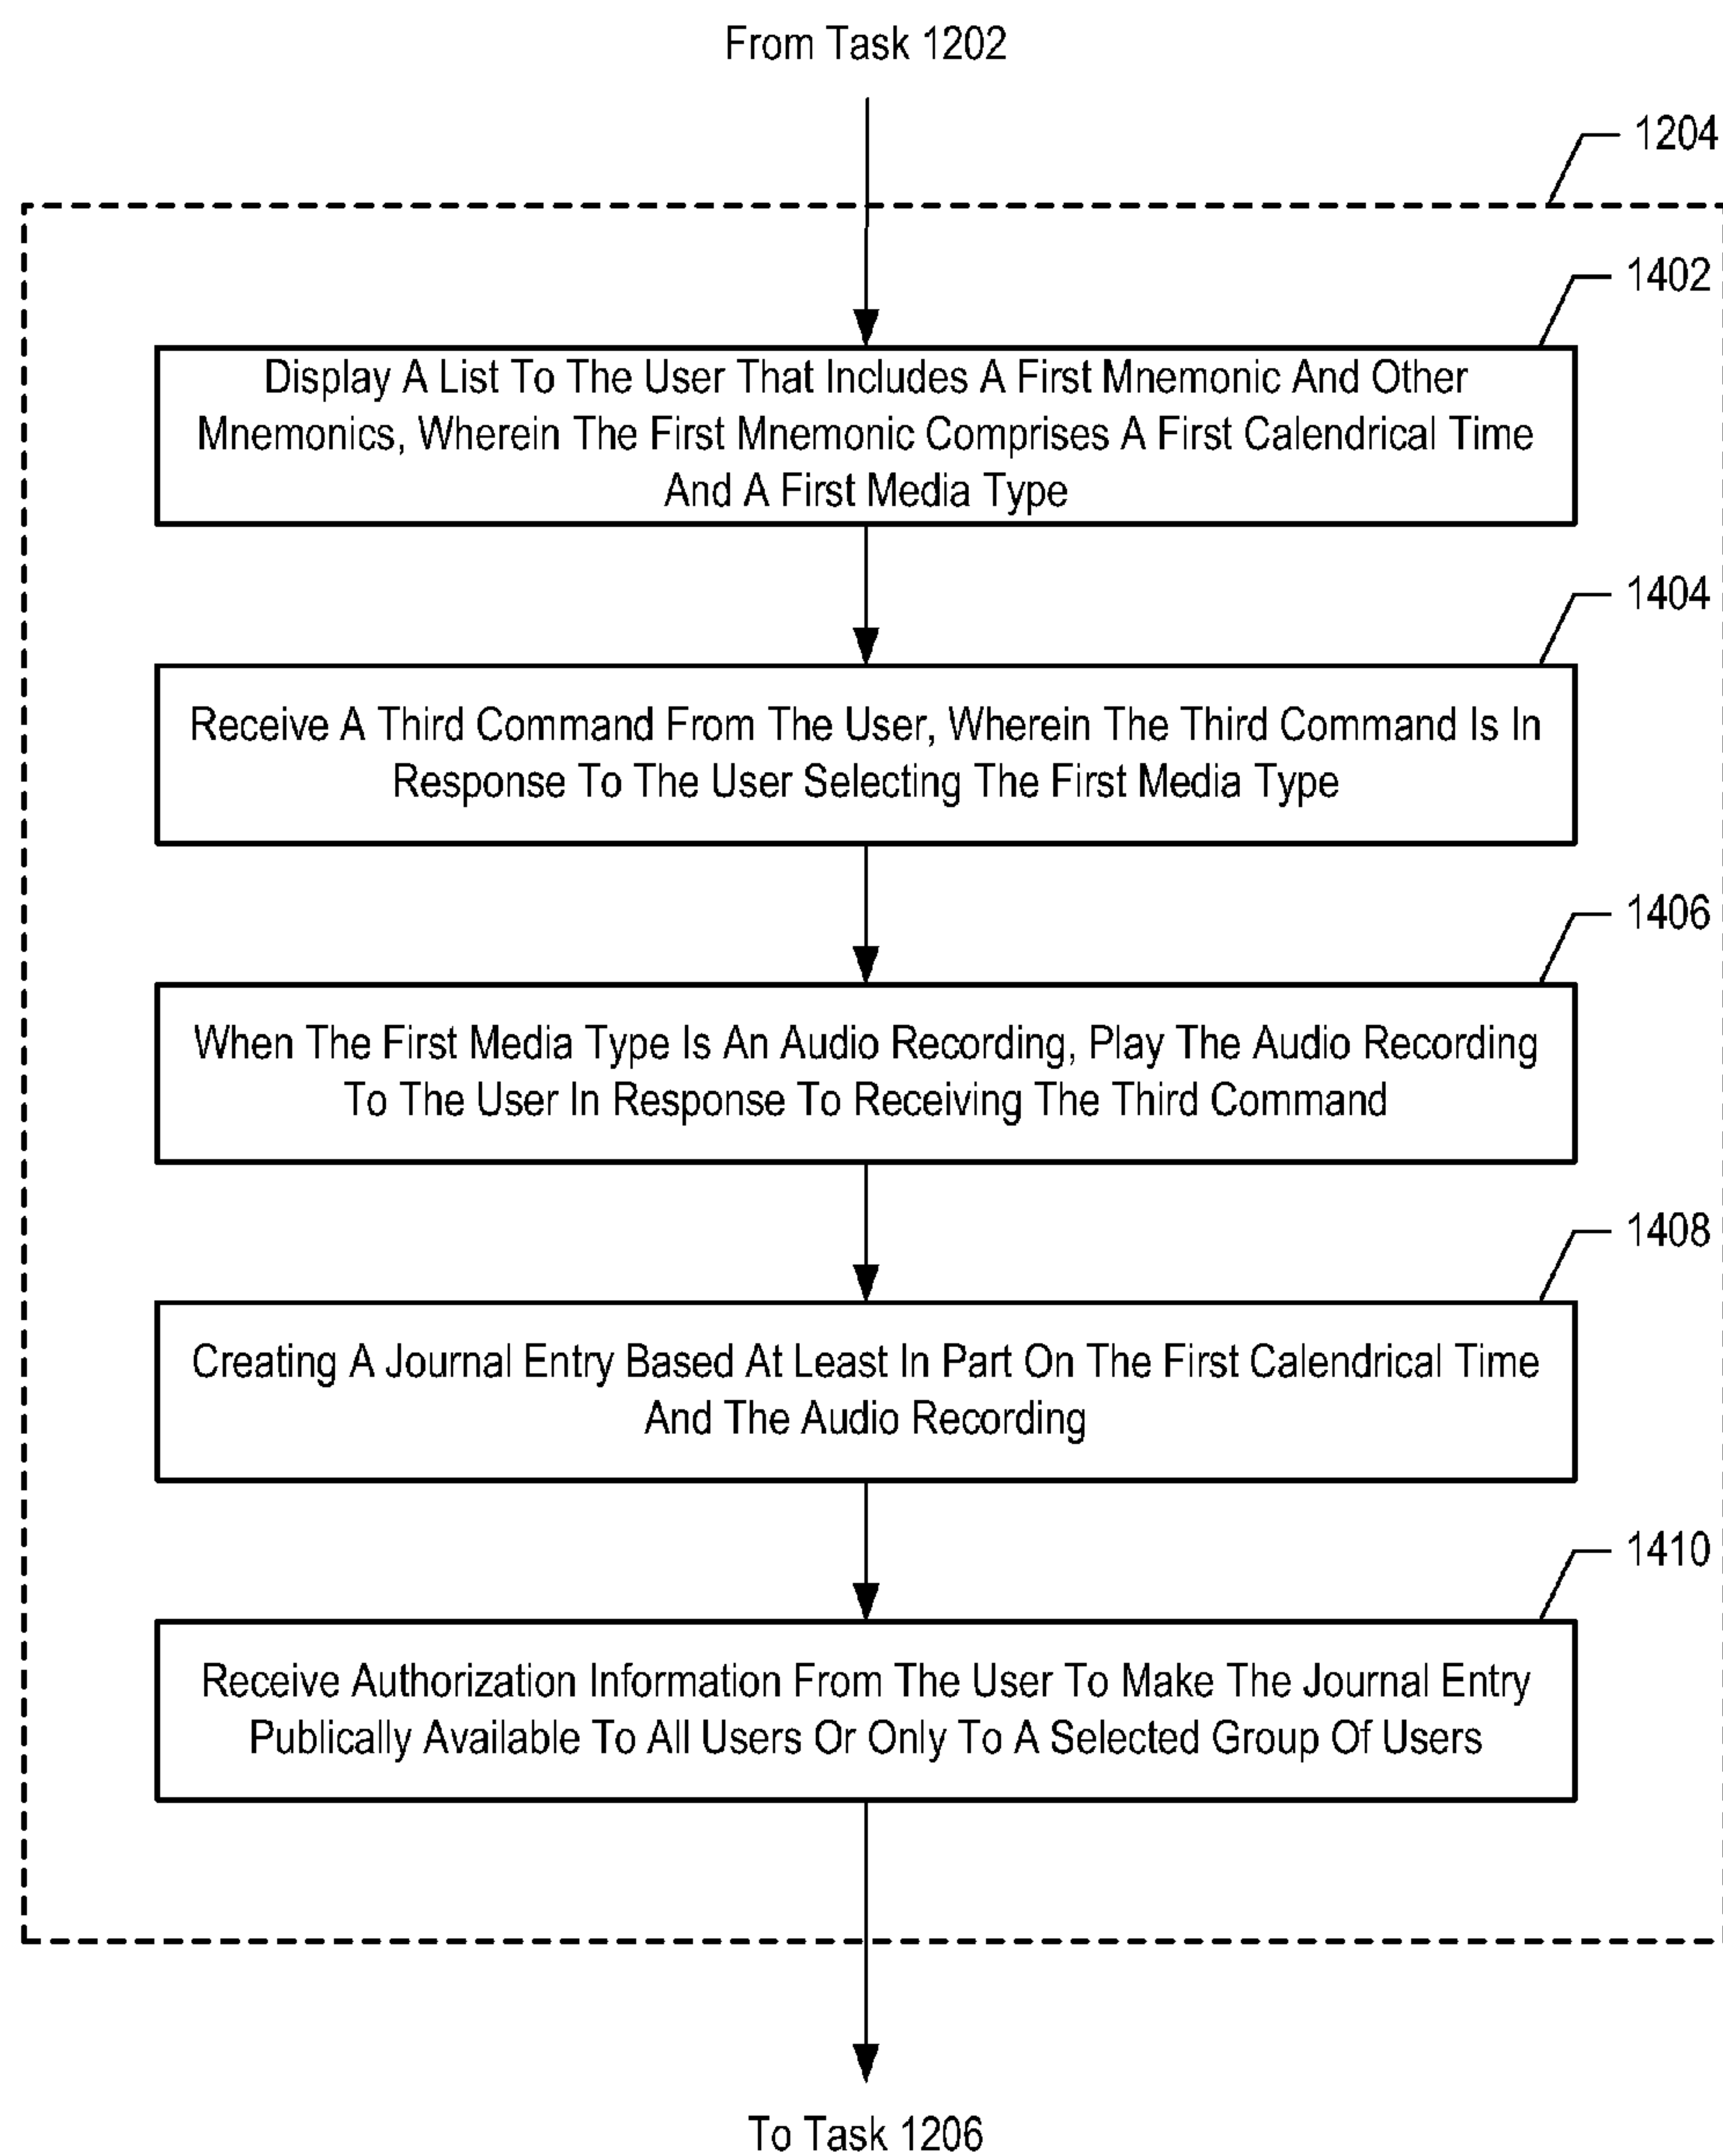 From Task 1202
1204
1402
Display A List To The User That Includes A First Mnemonic And Other
Mnemonics, Wherein The First Mnemonic Comprises A First Calendrical Time
And A First Media Type
1404
Receive A Third Command From The User, Wherein The Third Command Is In
Response To The User Selecting The First Media Type
1406
When The First Media Type Is An Audio Recording, Play The Audio Recording
To The User In Response To Receiving The Third Command
1408
Creating A Journal Entry Based At Least In Part On The First Calendrical Time
And The Audio Recording
1410
Receive Authorization Information From The User To Make The Journal Entry
Publically Available To All Users Or Only To A Selected Group Of Users
To Task 1206